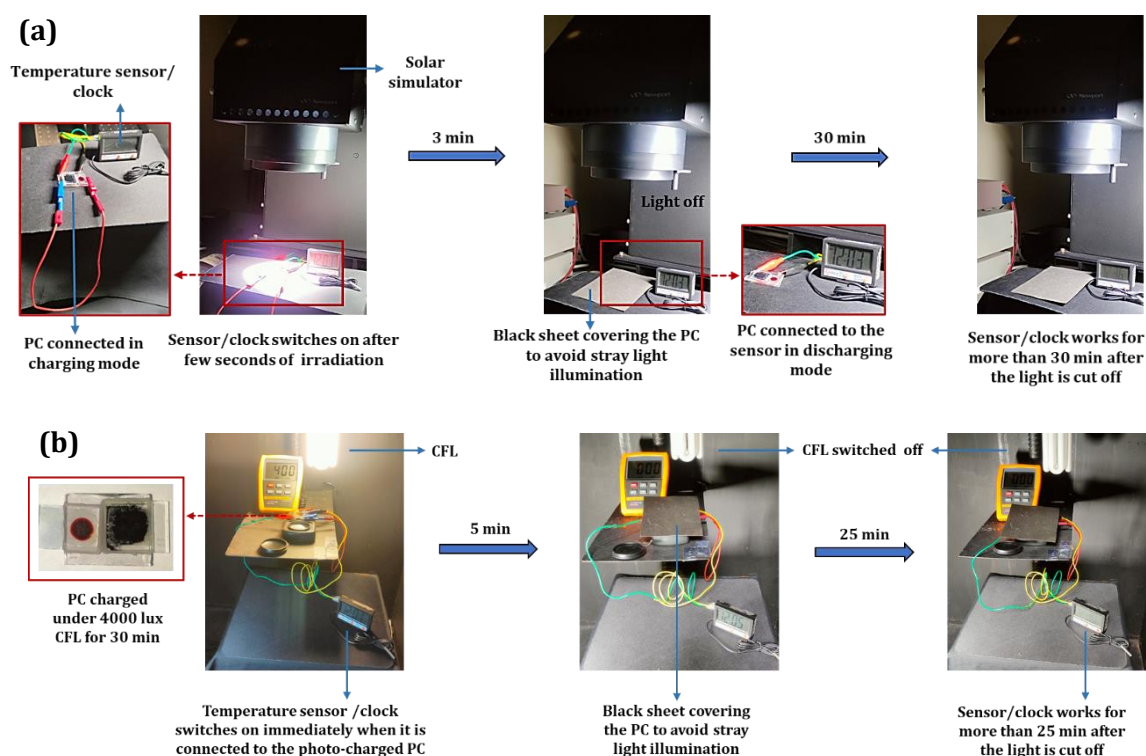 (a)
Temperature sensor/
clock
Solar
simulator
3 min
30 min
Light off
PC connected in
charging mode
Sensor/clock switches on after
few seconds of irradiation
Black sheet covering the PC
to avoid stray light
illumination
PC connected to the
sensor in discharging
mode
Sensor/clock works for
more than 30 min after
the light is cut off
(b)
CFL
CFL switched off
400
000
000
5 min
25 min
12:05
PC charged
under 4000 lux
CFL for 30 min
Temperature sensor /clock
switches on immediately when it is
connected to the photo-charged PC
Black sheet covering
the PC to avoid stray
light illumination
Sensor/clock works for
more than 25 min after
the light is cut off